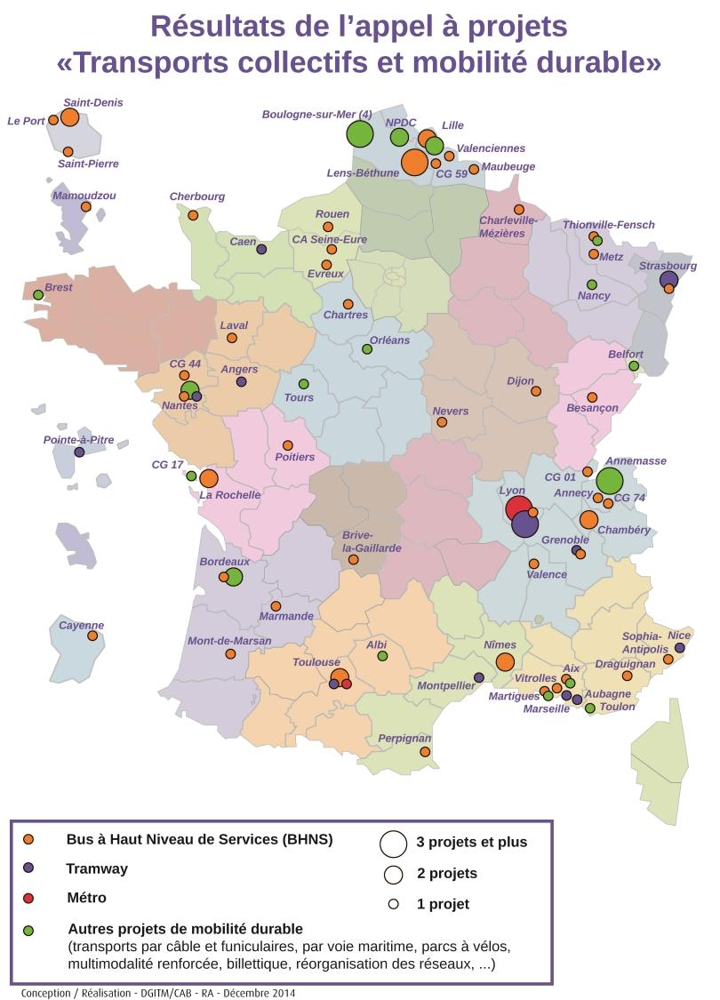 Résultats de l'appel à projets
«Transports collectifs et mobilité durable»
Saint-Denis
Le Port
Saint-Pierre
Mamoudzou
Boulogne-sur-Mer (4)
NPDC
Lille
Valenciennes
Lens-Béthune
CG 59
Maubeuge
Cherbourg
Rouen
Caen
CA Seine-Eure
Evreux
Charleville-
Mézières
Thionville-Fensch
Metz
Strasbourg
Nancy
Brest
Chartres
Laval
Orléans
Belfort
CG 44
Angers
Nantes
Tours
Dijon
Besançon
Nevers
Pointe-à-Pitre
Poitiers
CG 17
La Rochelle
Annemasse
CG 01
Lyon
Annecy
CG 74
Chambéry
Brive-
la-Gaillarde
Grenoble
Bordeaux
Valence
Marmande
Cayenne
Mont-de-Marsan
Albi
Nîmes
Sophia-
Antipolis
Nice
Toulouse
Draguignan
Montpellier
Vitrolles
Aix
Martigues
Aubagne
Marseille
Toulon
Perpignan
Bus à Haut Niveau de Services (BHNS)
3 projets et plus
Tramway
2 projets
Métro
1 projet
Autres projets de mobilité durable
(transports par câble et funiculaires, par voie maritime, parcs à vélos,
multimodalité renforcée, billettique, réorganisation des réseaux, ...)
Conception / Réalisation - DGITM/CAB - RA - Décembre 2014